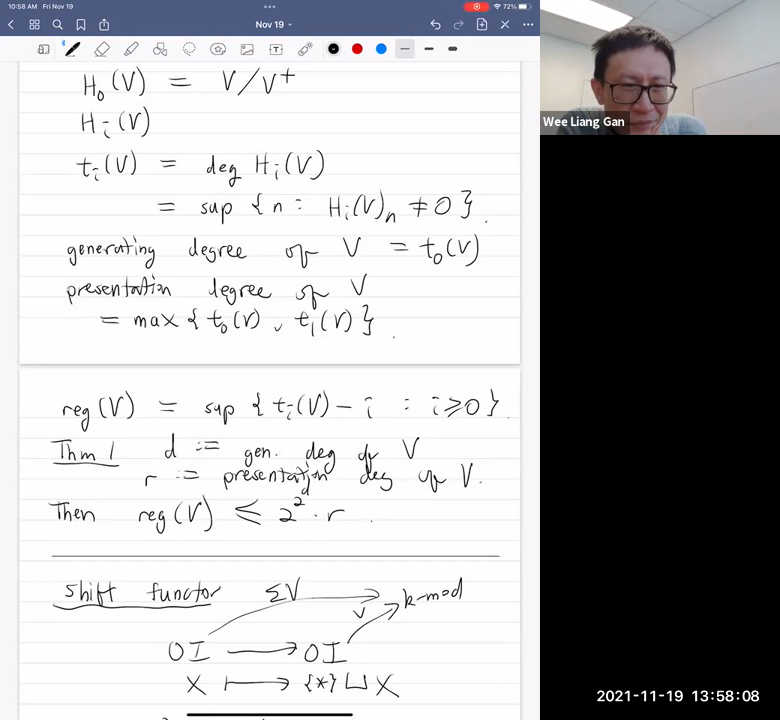 10:58 AM Fri Nov 19
72%
Nov 19
H₀(V) = V/V⁺
Hᵢ(V)
tᵢ(V) = deg Hᵢ(V)
= sup {n : Hᵢ(V)ₙ ≠ 0}.
generating degree of V = t₀(V)
presentation degree of V
= max {t₀(V), t₁(V)}.
reg(V) = sup {tᵢ(V) - i : i ≥ 0}.
Thm 1 d := gen. deg of V
r := presentation deg of V.
Then reg(V) ≤ 2^{2^d} · r.
shift functor ΣV
V k-mod
OI ⟶ OI
X ⟼ {*} ⊔ X
Wee Liang Gan
2021-11-19 13:58:08